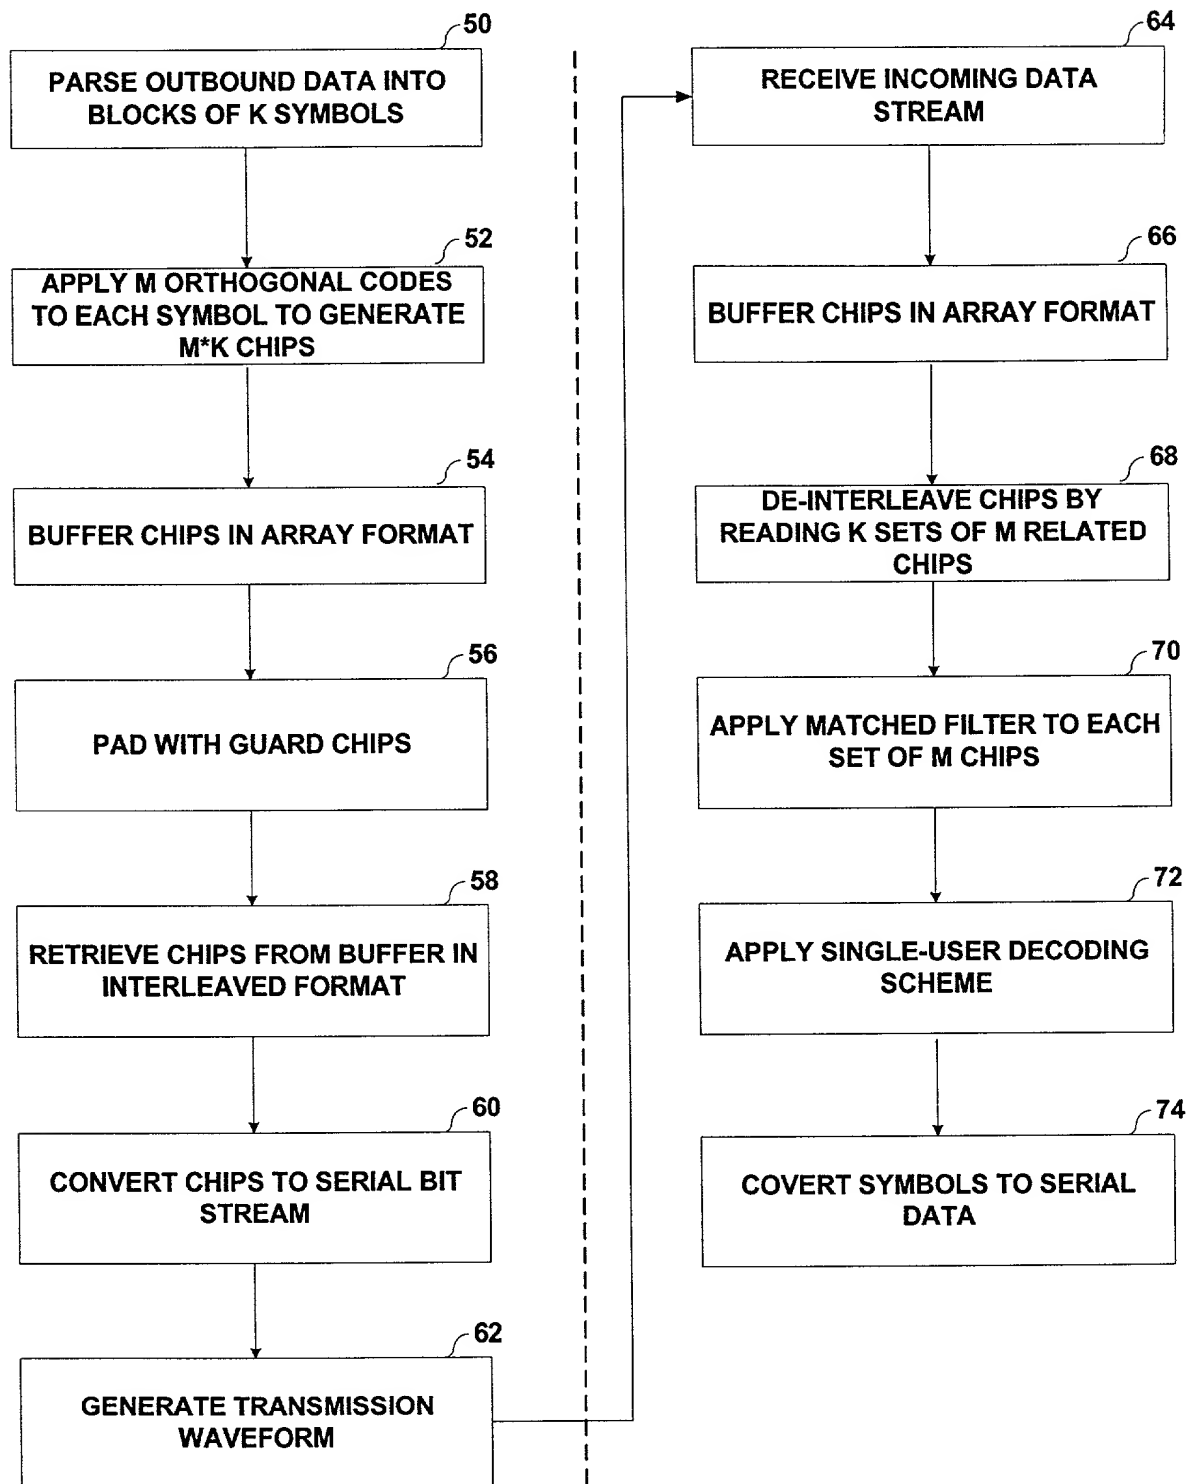 50
PARSE OUTBOUND DATA INTO
BLOCKS OF K SYMBOLS
52
APPLY M ORTHOGONAL CODES
TO EACH SYMBOL TO GENERATE
M*K CHIPS
54
BUFFER CHIPS IN ARRAY FORMAT
56
PAD WITH GUARD CHIPS
58
RETRIEVE CHIPS FROM BUFFER IN
INTERLEAVED FORMAT
60
CONVERT CHIPS TO SERIAL BIT
STREAM
62
GENERATE TRANSMISSION
WAVEFORM
64
RECEIVE INCOMING DATA
STREAM
66
BUFFER CHIPS IN ARRAY FORMAT
68
DE-INTERLEAVE CHIPS BY
READING K SETS OF M RELATED
CHIPS
70
APPLY MATCHED FILTER TO EACH
SET OF M CHIPS
72
APPLY SINGLE-USER DECODING
SCHEME
74
COVERT SYMBOLS TO SERIAL
DATA